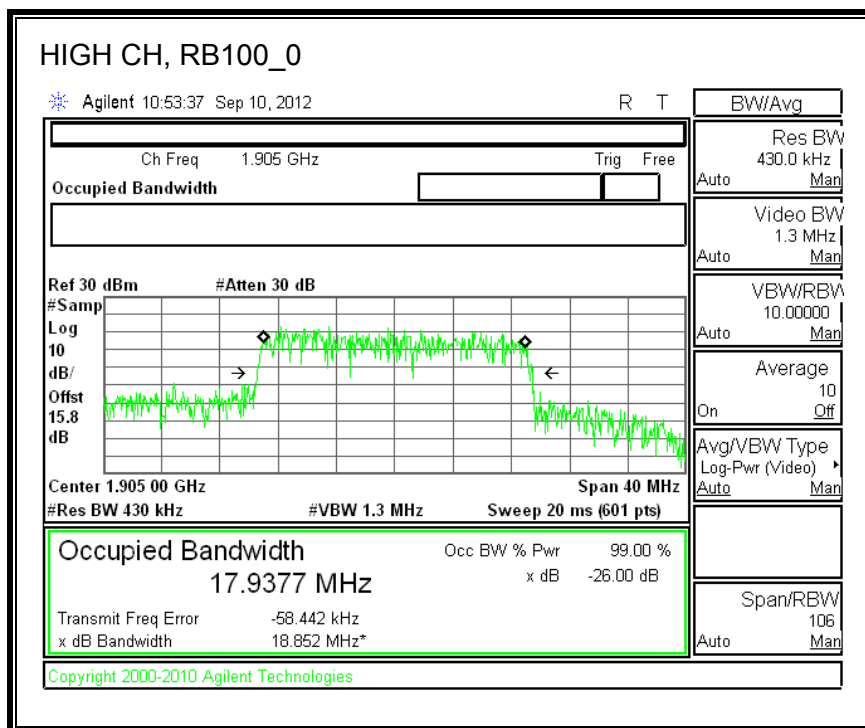 HIGH CH, RB100_0
Agilent 10:53:37 Sep 10, 2012 R T
Ch Freq 1.905 GHz Trig Free
Occupied Bandwidth
Ref 30 dBm #Atten 30 dB
#Samp
Log
10
dB/
Offst
15.8
dB
Center 1.905 00 GHz Span 40 MHz
#Res BW 430 kHz #VBW 1.3 MHz Sweep 20 ms (601 pts)
Occupied Bandwidth Occ BW % Pwr 99.00 %
17.9377 MHz x dB -26.00 dB
Transmit Freq Error -58.442 kHz
x dB Bandwidth 18.852 MHz*
Copyright 2000-2010 Agilent Technologies
BW/Avg
Res BW
430.0 kHz
Auto Man
Video BW
1.3 MHz
Auto Man
VBW/RBW
10.00000
Auto Man
Average
10
On Off
Avg/VBW Type
Log-Pwr (Video)
Auto Man
Span/RBW
106
Auto Man